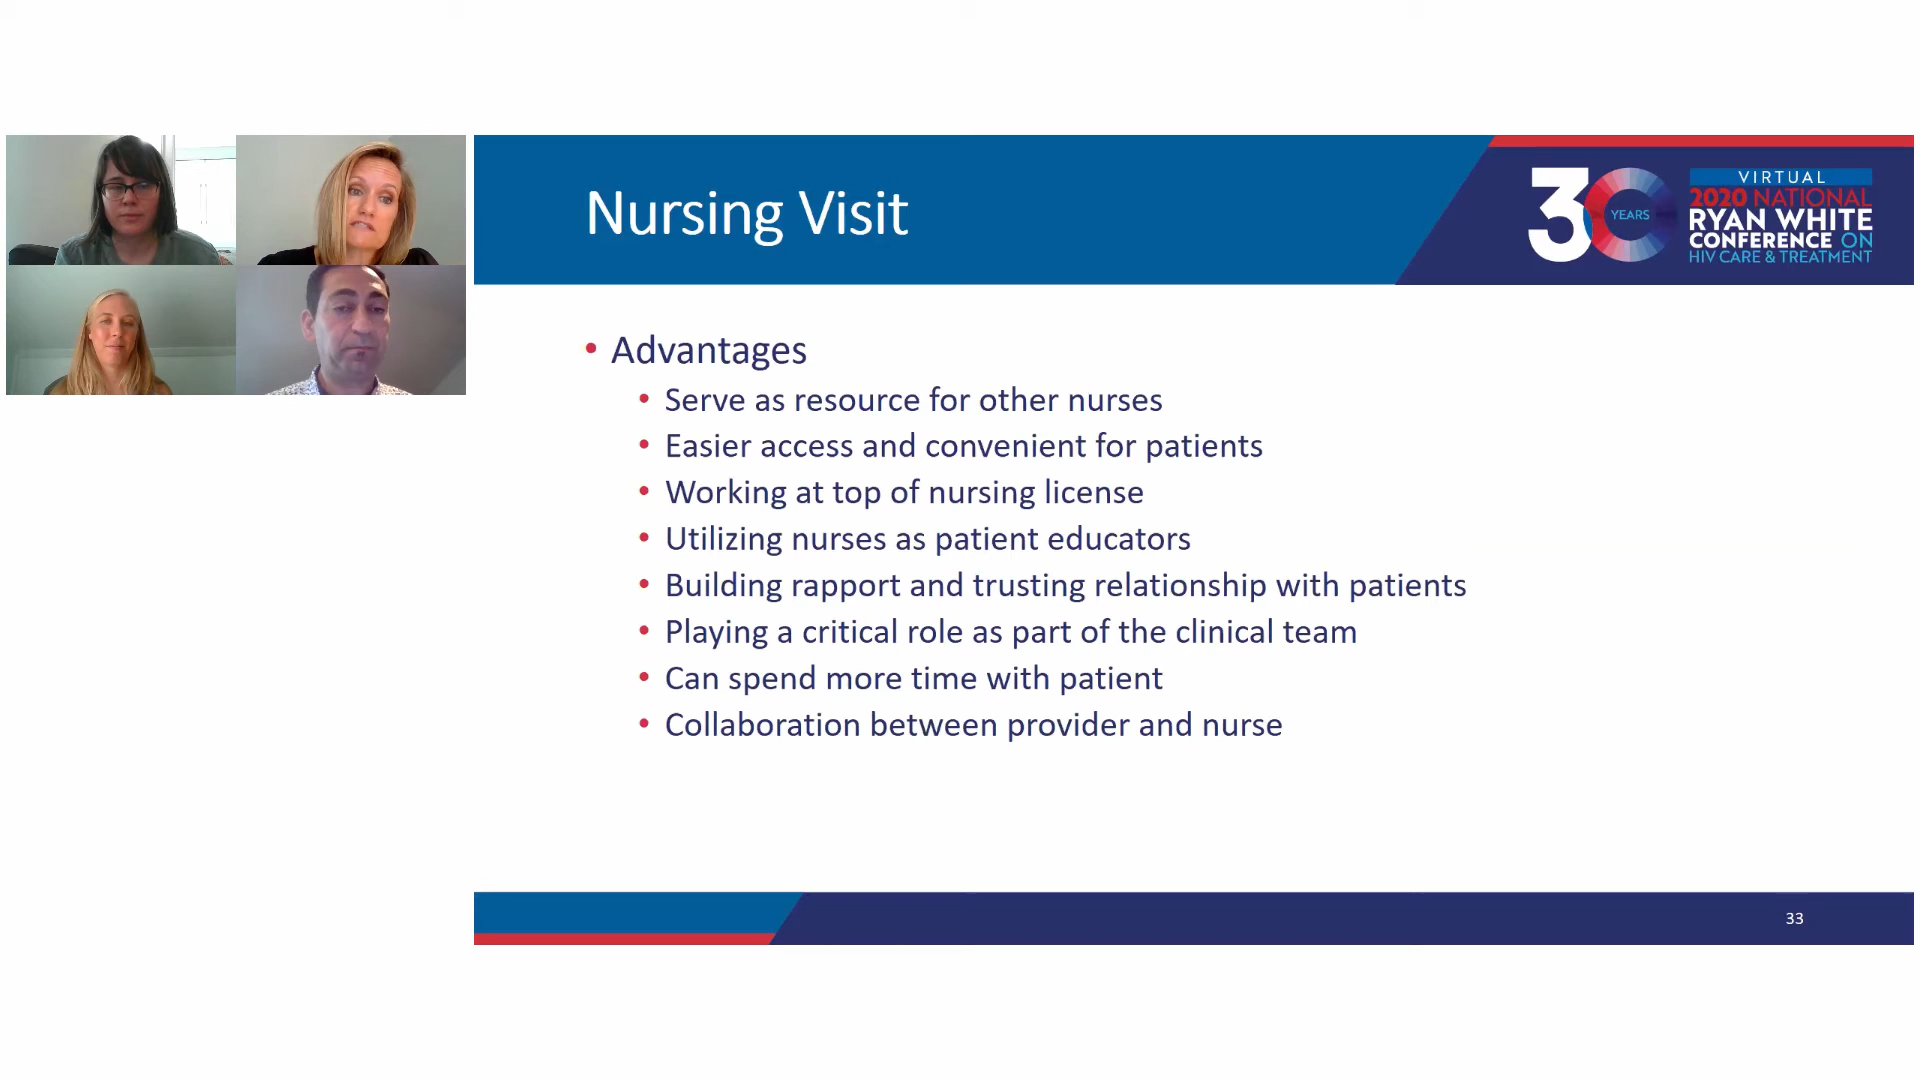 Nursing Visit
30
YEARS
VIRTUAL
2020 NATIONAL
RYAN WHITE
CONFERENCE ON
HIV CARE & TREATMENT
• Advantages
• Serve as resource for other nurses
• Easier access and convenient for patients
• Working at top of nursing license
• Utilizing nurses as patient educators
• Building rapport and trusting relationship with patients
• Playing a critical role as part of the clinical team
• Can spend more time with patient
• Collaboration between provider and nurse
33